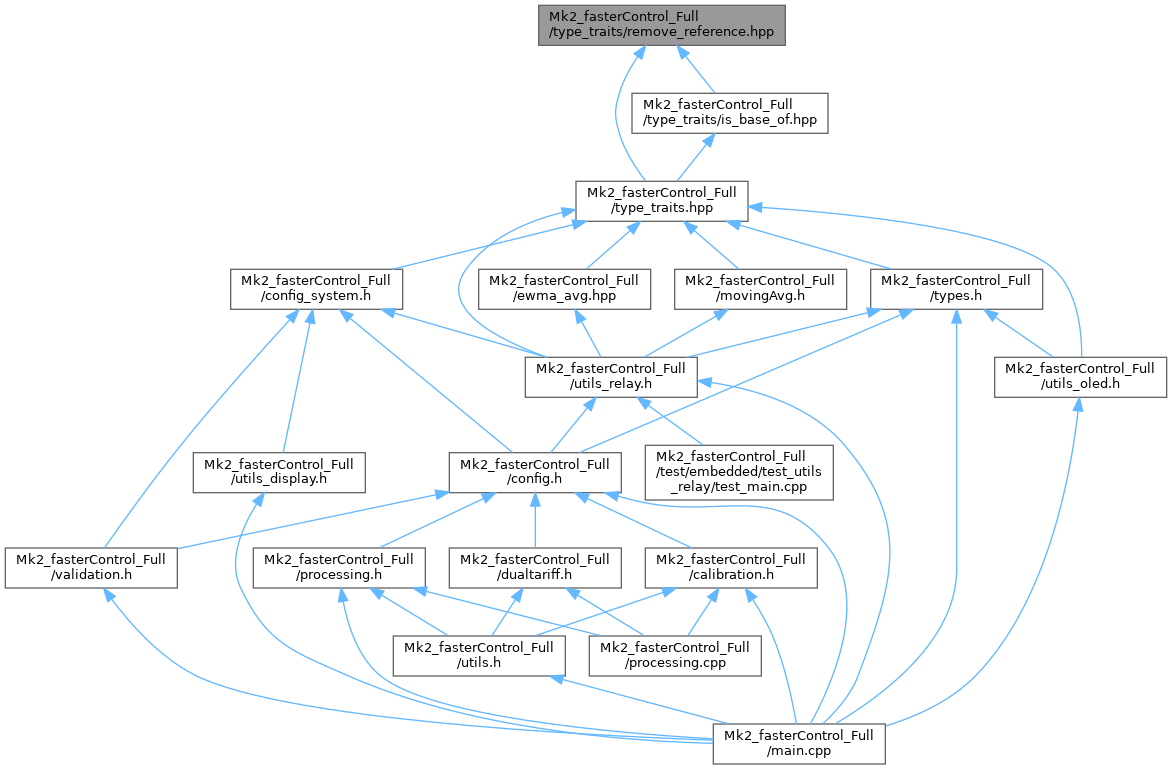 Mk2_fasterControl_Full
/type_traits/remove_reference.hpp
Mk2_fasterControl_Full
/type_traits/is_base_of.hpp
Mk2_fasterControl_Full
/type_traits.hpp
Mk2_fasterControl_Full
/config_system.h
Mk2_fasterControl_Full
/ewma_avg.hpp
Mk2_fasterControl_Full
/movingAvg.h
Mk2_fasterControl_Full
/types.h
Mk2_fasterControl_Full
/utils_relay.h
Mk2_fasterControl_Full
/utils_oled.h
Mk2_fasterControl_Full
/utils_display.h
Mk2_fasterControl_Full
/config.h
Mk2_fasterControl_Full
/test/embedded/test_utils
_relay/test_main.cpp
Mk2_fasterControl_Full
/validation.h
Mk2_fasterControl_Full
/processing.h
Mk2_fasterControl_Full
/dualtariff.h
Mk2_fasterControl_Full
/calibration.h
Mk2_fasterControl_Full
/utils.h
Mk2_fasterControl_Full
/processing.cpp
Mk2_fasterControl_Full
/main.cpp